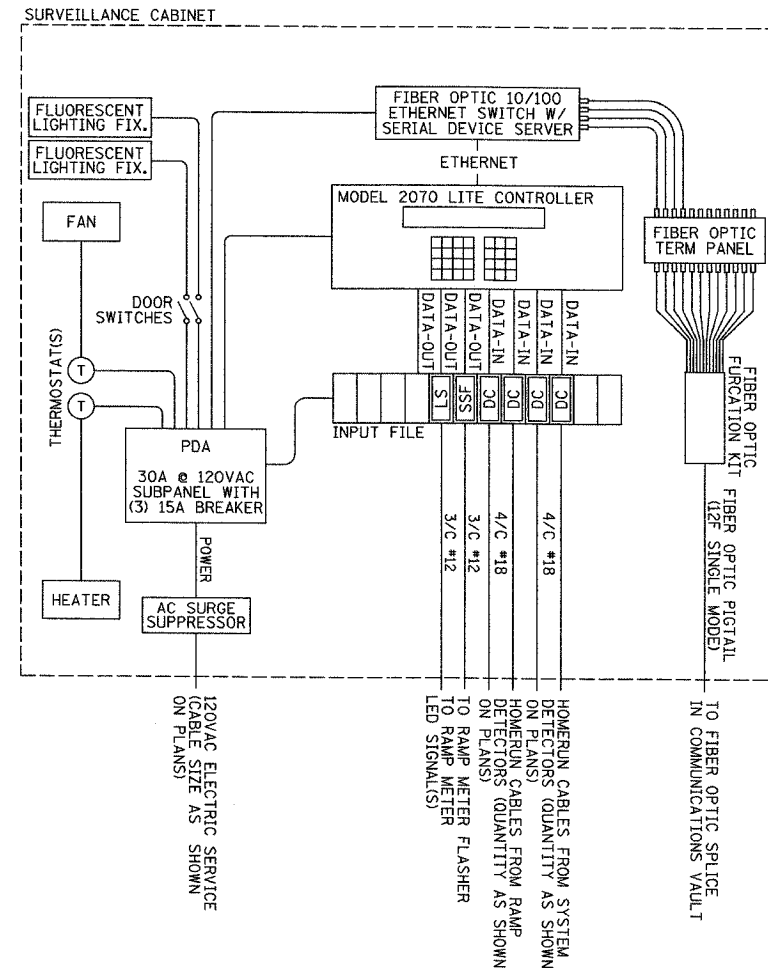 SURVEILLANCE CABINET
FLUORESCENT
LIGHTING FIX.
FLUORESCENT
LIGHTING FIX.
FIBER OPTIC 10/100
ETHERNET SWITCH W/
SERIAL DEVICE SERVER
ETHERNET
MODEL 2070 LITE CONTROLLER
FAN
FIBER OPTIC
TERM PANEL
DOOR
SWITCHES
THERMOSTAT(S)
T
T
DATA-OUT
DATA-OUT
DATA-OUT
DATA-IN
DATA-IN
DATA-IN
DATA-IN
LS
SSF
DC
DC
DC
DC
INPUT FILE
FIBER OPTIC
FURCATION KIT
PDA
30A @ 120VAC
SUBPANEL WITH
(3) 15A BREAKER
POWER
3/C #12
3/C #12
4/C #18
4/C #18
FIBER OPTIC PIGTAIL
(12F SINGLE MODE)
HEATER
AC SURGE
SUPPRESSOR
120VAC ELECTRIC SERVICE
(CABLE SIZE AS SHOWN
ON PLANS)
TO RAMP METER
LED SIGNAL(S)
TO RAMP METER FLASHER
HOMERUN CABLES FROM RAMP
DETECTORS (QUANTITY AS SHOWN
ON PLANS)
HOMERUN CABLES FROM SYSTEM
DETECTORS (QUANTITY AS SHOWN
ON PLANS)
TO FIBER OPTIC SPLICE
IN COMMUNICATIONS VAULT